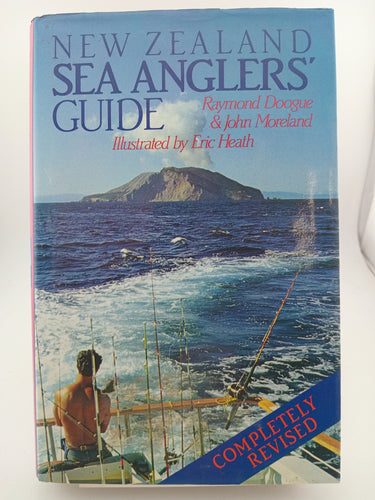 NEW ZEALAND
SEA ANGLERS'
GUIDE
Raymond Doogue
& John Moreland
Illustrated by Eric Heath
COMPLETELY
REVISED